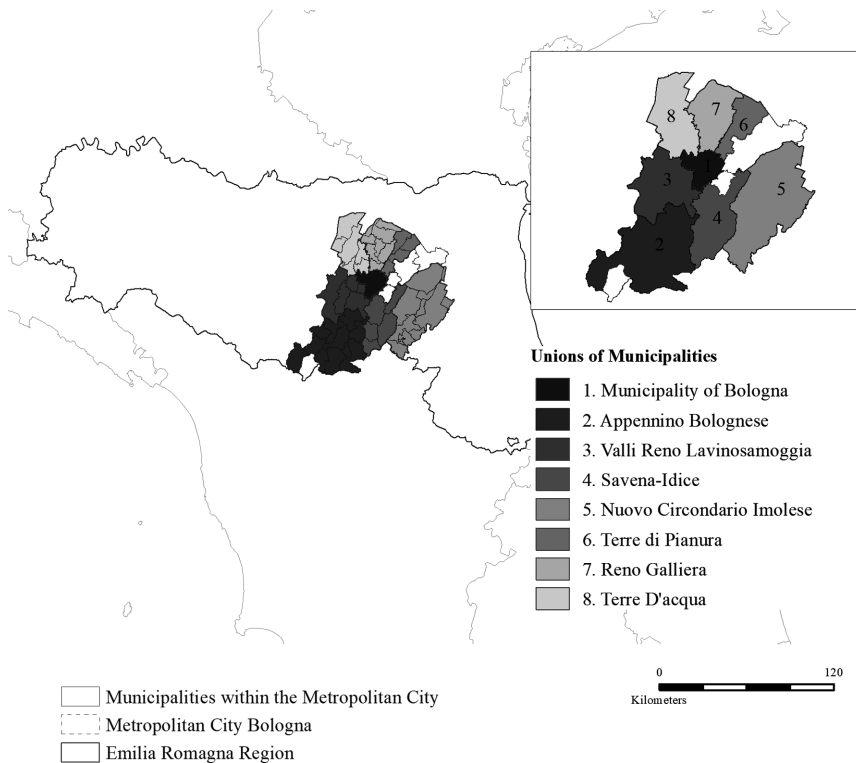 8
7
6
1
3
5
4
2
Unions of Municipalities
1. Municipality of Bologna
2. Appennino Bolognese
3. Valli Reno Lavinosamoggia
4. Savena-Idice
5. Nuovo Circondario Imolese
6. Terre di Pianura
7. Reno Galliera
8. Terre D'acqua
0 120
Kilometers
Municipalities within the Metropolitan City
Metropolitan City Bologna
Emilia Romagna Region